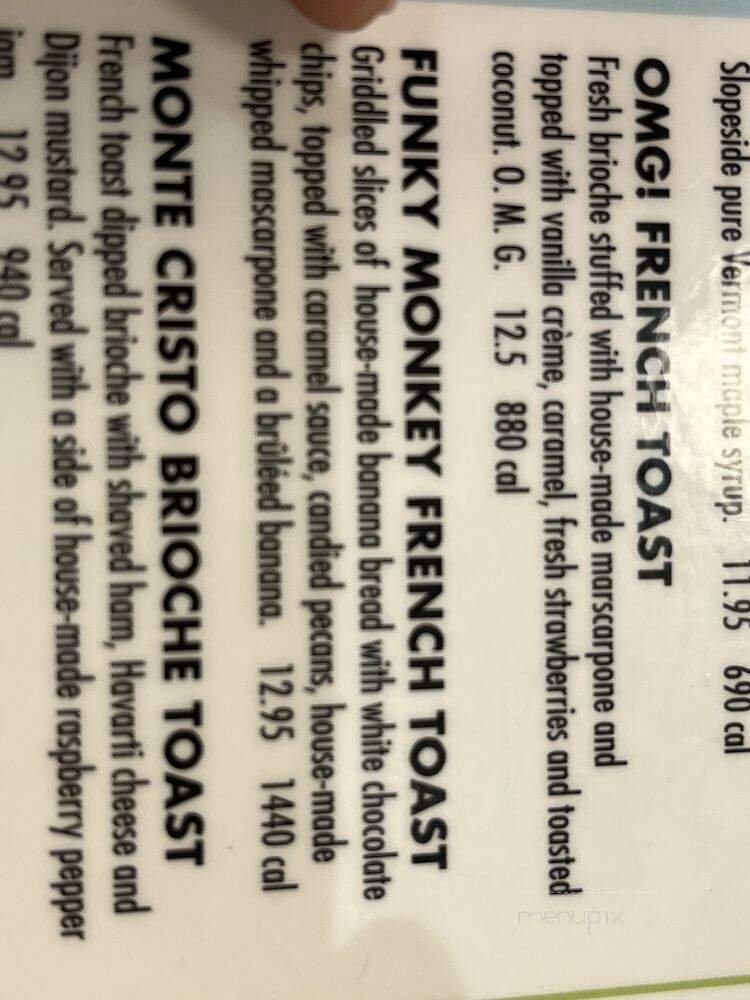 Slopeside pure Vermont maple syrup. 11.95 690 cal
OMG! FRENCH TOAST
Fresh brioche stuffed with house-made marscarpone and
topped with vanilla crème, caramel, fresh strawberries and toasted
coconut. O. M. G. 12.5 880 cal
FUNKY MONKEY FRENCH TOAST
Griddled slices of house-made banana bread with white chocolate
chips, topped with caramel sauce, candied pecans, house-made
whipped mascarpone and a brûléed banana. 12.95 1440 cal
MONTE CRISTO BRIOCHE TOAST
French toast dipped brioche with shaved ham, Havarti cheese and
Dijon mustard. Served with a side of house-made raspberry pepper
jam 12.95 940 cal
menupix